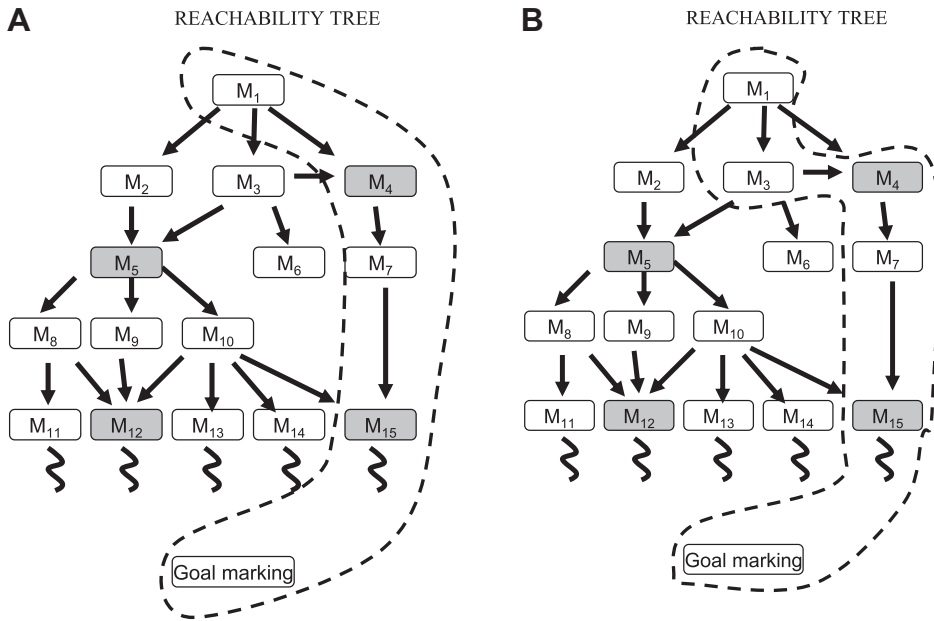 A
REACHABILITY TREE
M1
M2 M3 M4
M5 M6 M7
M8 M9 M10
M11 M12 M13 M14 M15
Goal marking
B
REACHABILITY TREE
M1
M2 M3 M4
M5 M6 M7
M8 M9 M10
M11 M12 M13 M14 M15
Goal marking